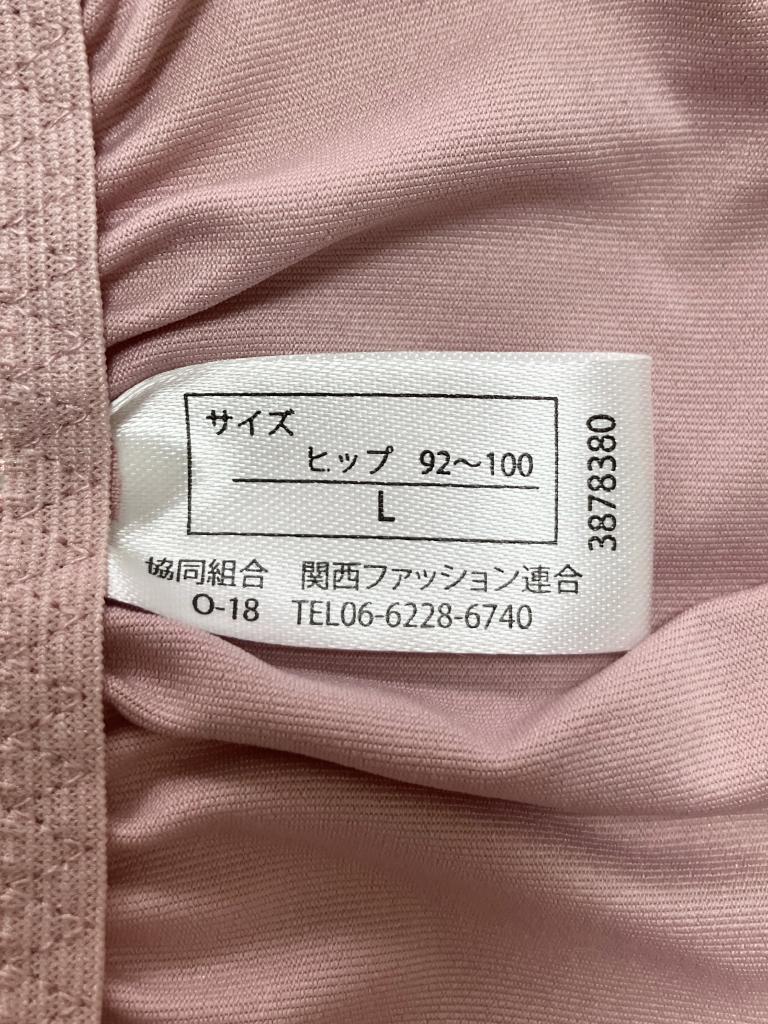 サイズ
ヒップ 92〜100
L
協同組合 関西ファッション連合
O-18 TEL06-6228-6740
3878380